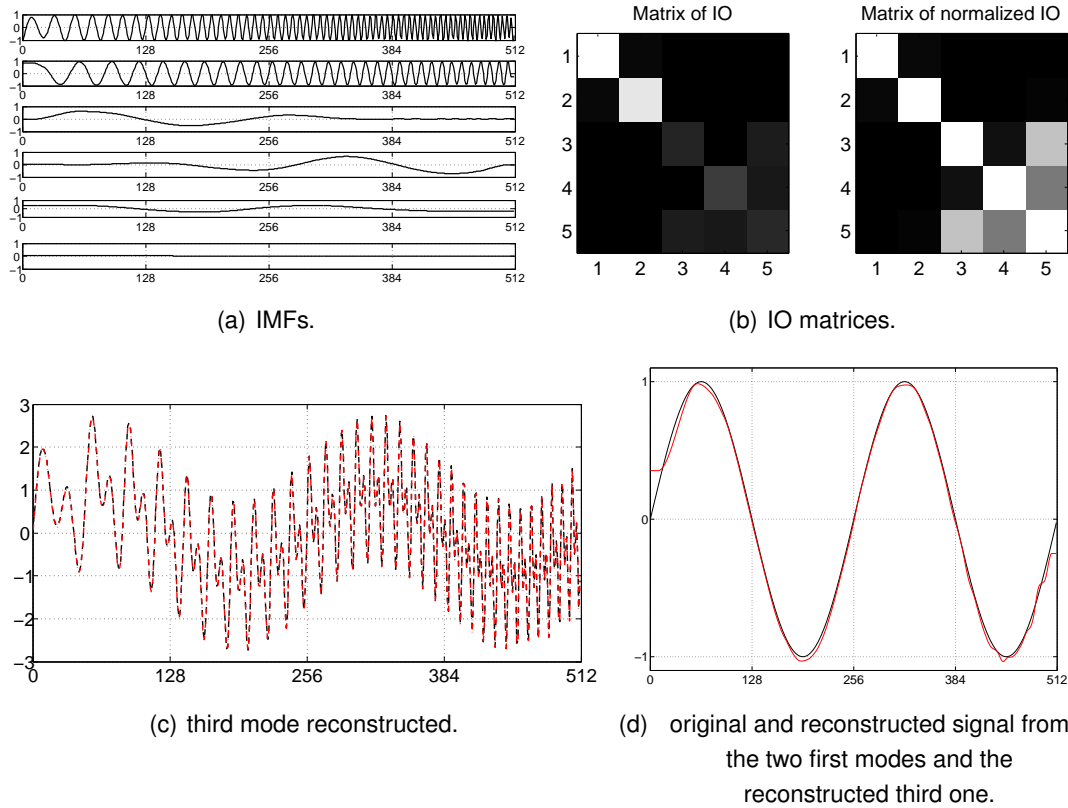 1
0
−1
0 128 256 384 512
1
0
−1
0 128 256 384 512
1
0
−1
0 128 256 384 512
1
0
−1
0 128 256 384 512
1
0
−1
0 128 256 384 512
1
0
−1
0 128 256 384 512
(a) IMFs.
Matrix of IO
1
2
3
4
5
1 2 3 4 5
Matrix of normalized IO
1
2
3
4
5
1 2 3 4 5
(b) IO matrices.
3
2
1
0
−1
−2
−3
0 128 256 384 512
(c) third mode reconstructed.
1
0
−1
0 128 256 384 512
(d) original and reconstructed signal from
the two first modes and the
reconstructed third one.